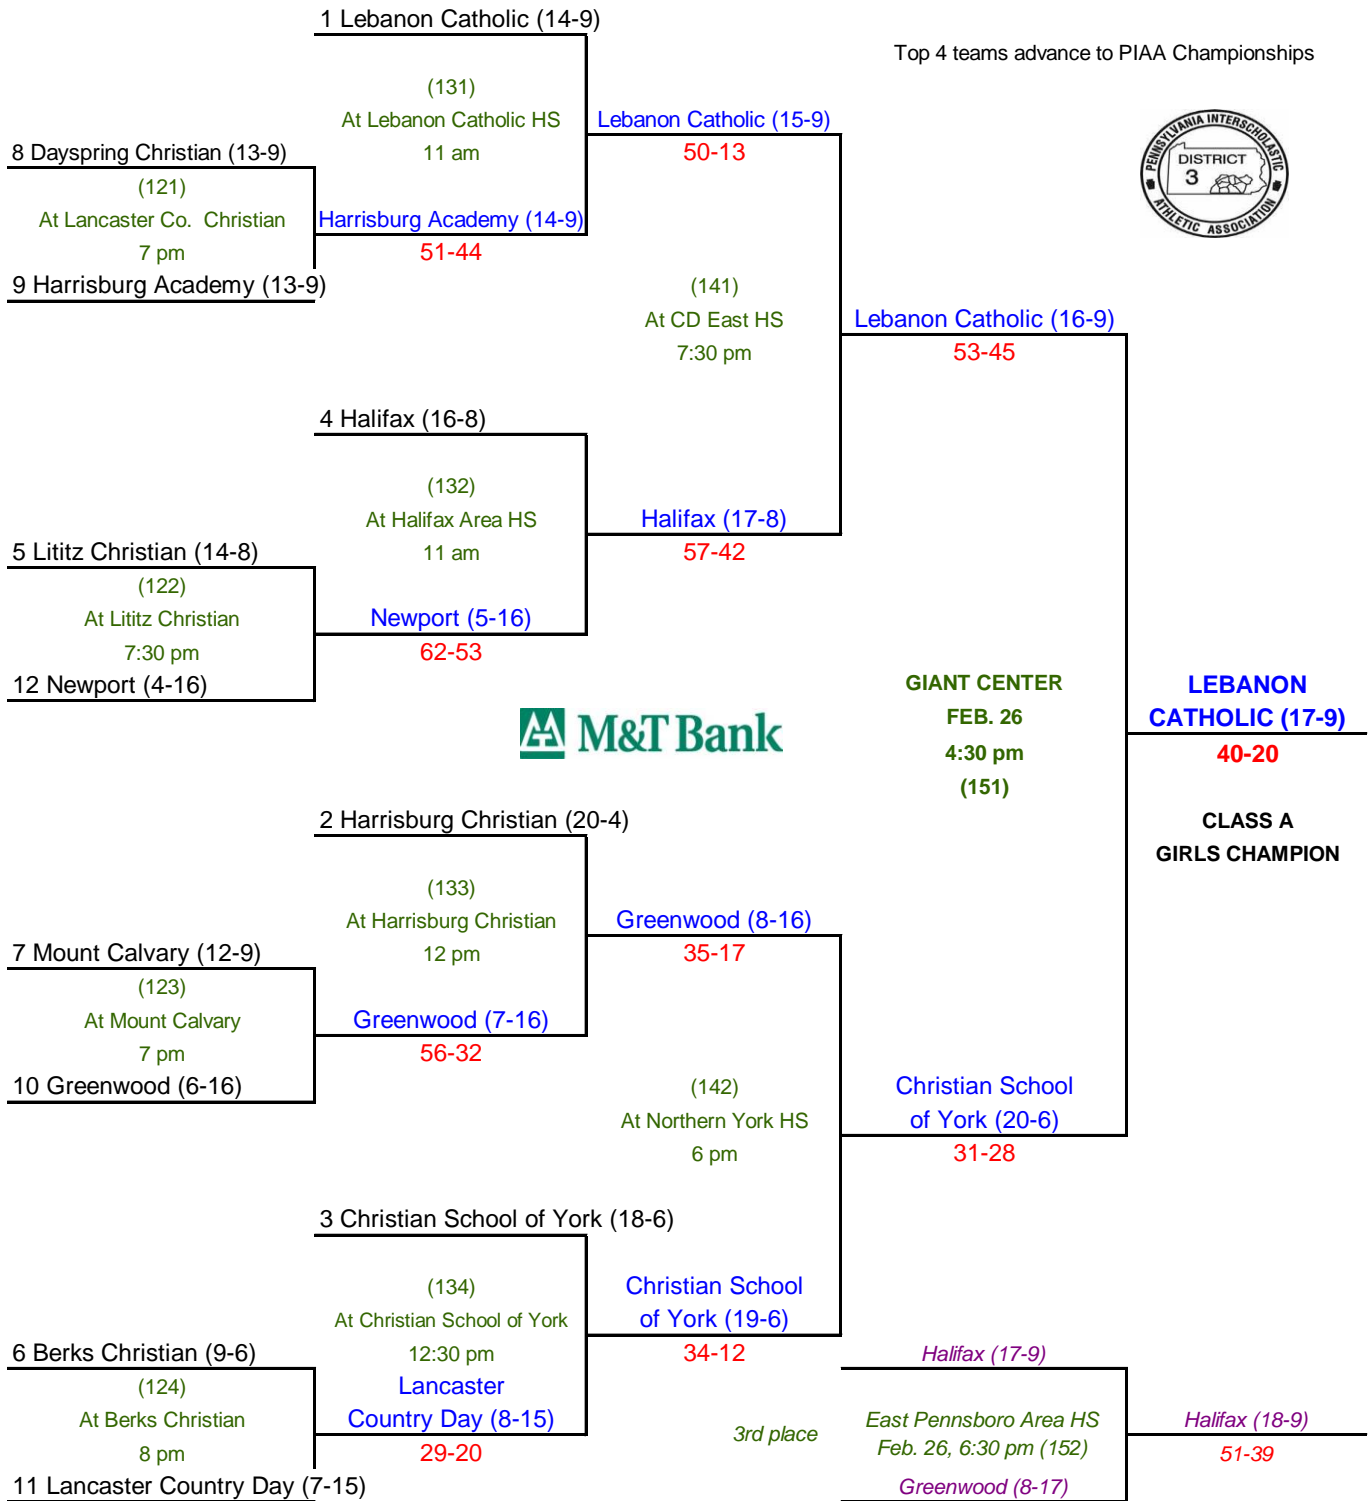 1 Lebanon Catholic (14-9)
Top 4 teams advance to PIAA Championships
(131)
At Lebanon Catholic HS
11 am
Lebanon Catholic (15-9)
50-13
PENNSYLVANIA INTERSCHOLASTIC
DISTRICT
3
ATHLETIC ASSOCIATION
8 Dayspring Christian (13-9)
(121)
At Lancaster Co. Christian
7 pm
Harrisburg Academy (14-9)
51-44
9 Harrisburg Academy (13-9)
(141)
At CD East HS
7:30 pm
Lebanon Catholic (16-9)
53-45
4 Halifax (16-8)
(132)
At Halifax Area HS
11 am
Halifax (17-8)
57-42
5 Lititz Christian (14-8)
(122)
At Lititz Christian
7:30 pm
Newport (5-16)
62-53
12 Newport (4-16)
M&T Bank
GIANT CENTER
FEB. 26
4:30 pm
(151)
LEBANON
CATHOLIC (17-9)
40-20
CLASS A
GIRLS CHAMPION
2 Harrisburg Christian (20-4)
(133)
At Harrisburg Christian
12 pm
Greenwood (8-16)
35-17
7 Mount Calvary (12-9)
(123)
At Mount Calvary
7 pm
Greenwood (7-16)
56-32
10 Greenwood (6-16)
(142)
At Northern York HS
6 pm
Christian School
of York (20-6)
31-28
3 Christian School of York (18-6)
(134)
At Christian School of York
12:30 pm
Christian School
of York (19-6)
34-12
6 Berks Christian (9-6)
(124)
At Berks Christian
8 pm
Lancaster
Country Day (8-15)
29-20
11 Lancaster Country Day (7-15)
3rd place
Halifax (17-9)
East Pennsboro Area HS
Feb. 26, 6:30 pm (152)
Greenwood (8-17)
Halifax (18-9)
51-39